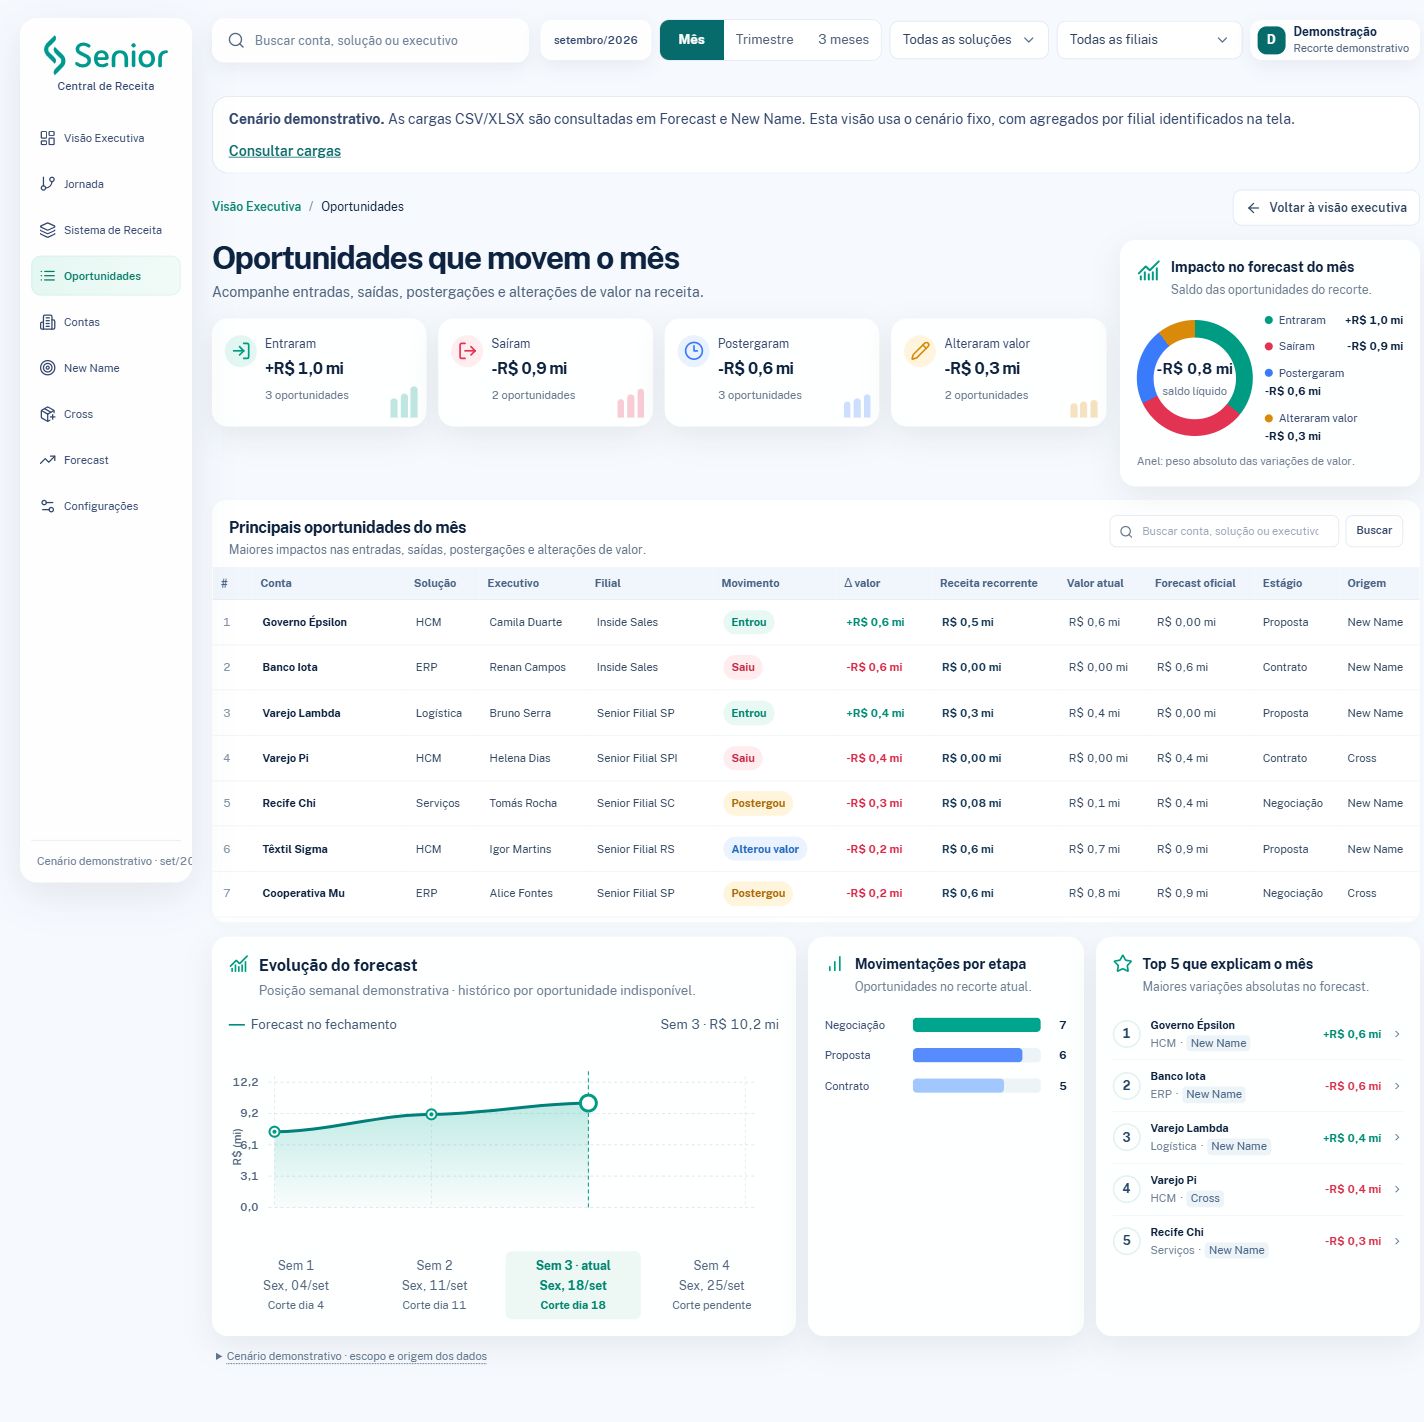 Senior
Central de Receita
Visão Executiva
Jornada
Sistema de Receita
Oportunidades
Contas
New Name
Cross
Forecast
Configurações
Cenário demonstrativo · set/20
Buscar conta, solução ou executivo
setembro/2026
Mês Trimestre 3 meses
Todas as soluções
Todas as filiais
D
Demonstração
Recorte demonstrativo
Cenário demonstrativo. As cargas CSV/XLSX são consultadas em Forecast e New Name. Esta visão usa o cenário fixo, com agregados por filial identificados na tela.
Consultar cargas
Visão Executiva / Oportunidades
Voltar à visão executiva
Oportunidades que movem o mês
Acompanhe entradas, saídas, postergações e alterações de valor na receita.
Entraram
+R$ 1,0 mi
3 oportunidades
Saíram
-R$ 0,9 mi
2 oportunidades
Postergaram
-R$ 0,6 mi
3 oportunidades
Alteraram valor
-R$ 0,3 mi
2 oportunidades
Impacto no forecast do mês
Saldo das oportunidades do recorte.
-R$ 0,8 mi
saldo líquido
Entraram +R$ 1,0 mi
Saíram -R$ 0,9 mi
Postergaram
-R$ 0,6 mi
Alteraram valor
-R$ 0,3 mi
Anel: peso absoluto das variações de valor.
Principais oportunidades do mês
Maiores impactos nas entradas, saídas, postergações e alterações de valor.
Buscar conta, solução ou executivo
Buscar
# Conta Solução Executivo Filial Movimento Δ valor Receita recorrente Valor atual Forecast oficial Estágio Origem
1 Governo Épsilon HCM Camila Duarte Inside Sales Entrou +R$ 0,6 mi R$ 0,5 mi R$ 0,6 mi R$ 0,00 mi Proposta New Name
2 Banco Iota ERP Renan Campos Inside Sales Saiu -R$ 0,6 mi R$ 0,00 mi R$ 0,00 mi R$ 0,6 mi Contrato New Name
3 Varejo Lambda Logística Bruno Serra Senior Filial SP Entrou +R$ 0,4 mi R$ 0,3 mi R$ 0,4 mi R$ 0,00 mi Proposta New Name
4 Varejo Pi HCM Helena Dias Senior Filial SPI Saiu -R$ 0,4 mi R$ 0,00 mi R$ 0,00 mi R$ 0,4 mi Contrato Cross
5 Recife Chi Serviços Tomás Rocha Senior Filial SC Postergou -R$ 0,3 mi R$ 0,08 mi R$ 0,1 mi R$ 0,4 mi Negociação New Name
6 Têxtil Sigma HCM Igor Martins Senior Filial RS Alterou valor -R$ 0,2 mi R$ 0,6 mi R$ 0,7 mi R$ 0,9 mi Proposta New Name
7 Cooperativa Mu ERP Alice Fontes Senior Filial SP Postergou -R$ 0,2 mi R$ 0,6 mi R$ 0,8 mi R$ 0,9 mi Negociação Cross
Evolução do forecast
Posição semanal demonstrativa · histórico por oportunidade indisponível.
Forecast no fechamento
Sem 3 · R$ 10,2 mi
R$ (mi)
12,2
9,2
6,1
3,1
0,0
Sem 1
Sex, 04/set
Corte dia 4
Sem 2
Sex, 11/set
Corte dia 11
Sem 3 · atual
Sex, 18/set
Corte dia 18
Sem 4
Sex, 25/set
Corte pendente
Movimentações por etapa
Oportunidades no recorte atual.
Negociação 7
Proposta 6
Contrato 5
Top 5 que explicam o mês
Maiores variações absolutas no forecast.
1 Governo Épsilon +R$ 0,6 mi
HCM · New Name
2 Banco Iota -R$ 0,6 mi
ERP · New Name
3 Varejo Lambda +R$ 0,4 mi
Logística · New Name
4 Varejo Pi -R$ 0,4 mi
HCM · Cross
5 Recife Chi -R$ 0,3 mi
Serviços · New Name
Cenário demonstrativo · escopo e origem dos dados